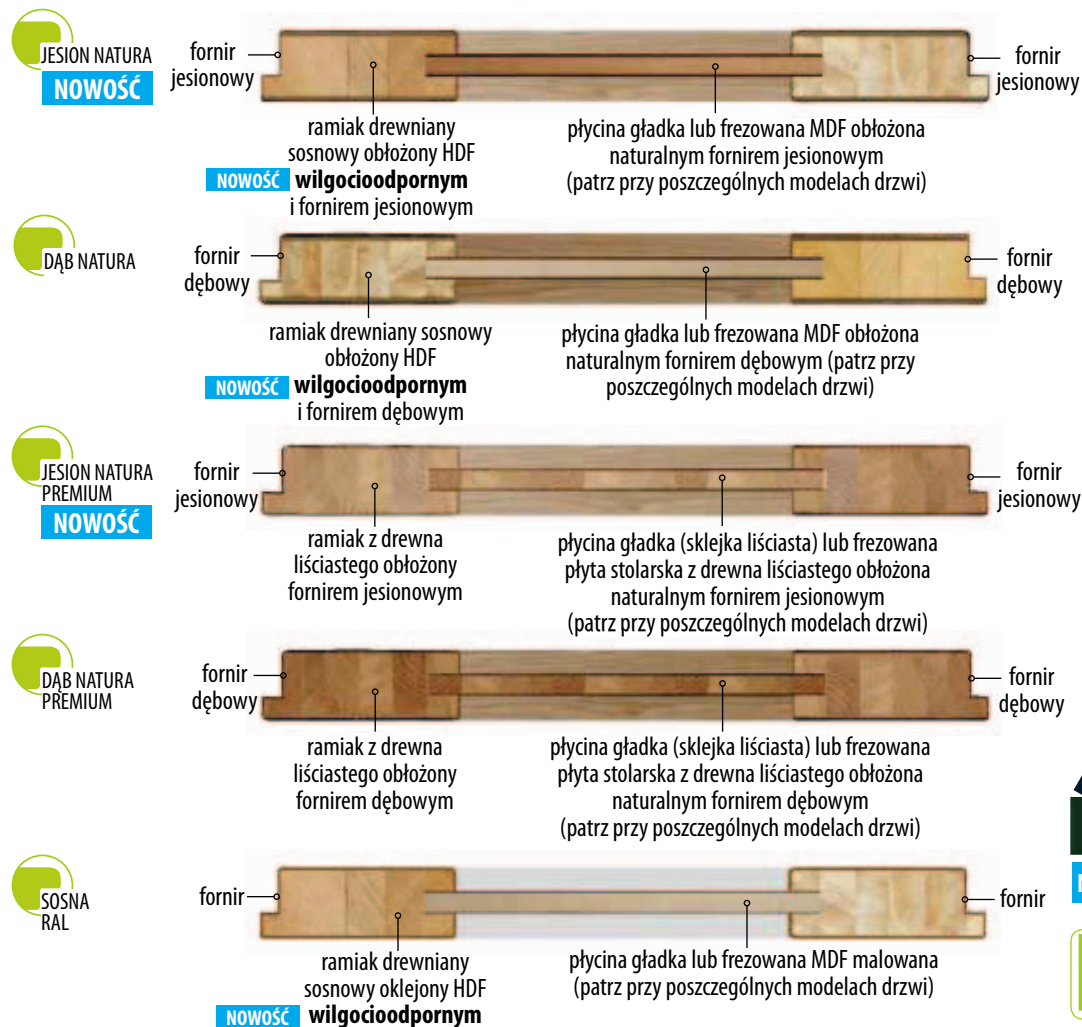 JESION NATURA
NOWOŚĆ
fornir
jesionowy
fornir
jesionowy
ramiak drewniany
sosnowy obłożony HDF
NOWOŚĆ wilgocioodpornym
i fornirem jesionowym
płycina gładka lub frezowana MDF obłożona
naturalnym fornirem jesionowym
(patrz przy poszczególnych modelach drzwi)
DĄB NATURA
fornir
dębowy
fornir
dębowy
ramiak drewniany sosnowy
obłożony HDF
NOWOŚĆ wilgocioodpornym
i fornirem dębowym
płycina gładka lub frezowana MDF obłożona
naturalnym fornirem dębowym (patrz przy
poszczególnych modelach drzwi)
JESION NATURA
PREMIUM
NOWOŚĆ
fornir
jesionowy
fornir
jesionowy
ramiak z drewna
liściastego obłożony
fornirem jesionowym
płycina gładka (sklejka liściasta) lub frezowana
płyta stolarska z drewna liściastego obłożona
naturalnym fornirem jesionowym
(patrz przy poszczególnych modelach drzwi)
DĄB NATURA
PREMIUM
fornir
dębowy
fornir
dębowy
ramiak z drewna
liściastego obłożony
fornirem dębowym
płycina gładka (sklejka liściasta) lub frezowana
płyta stolarska z drewna liściastego obłożona
naturalnym fornirem dębowym
(patrz przy poszczególnych modelach drzwi)
SOSNA
RAL
fornir
fornir
ramiak drewniany
sosnowy oklejony HDF
NOWOŚĆ wilgocioodpornym
płycina gładka lub frezowana MDF malowana
(patrz przy poszczególnych modelach drzwi)